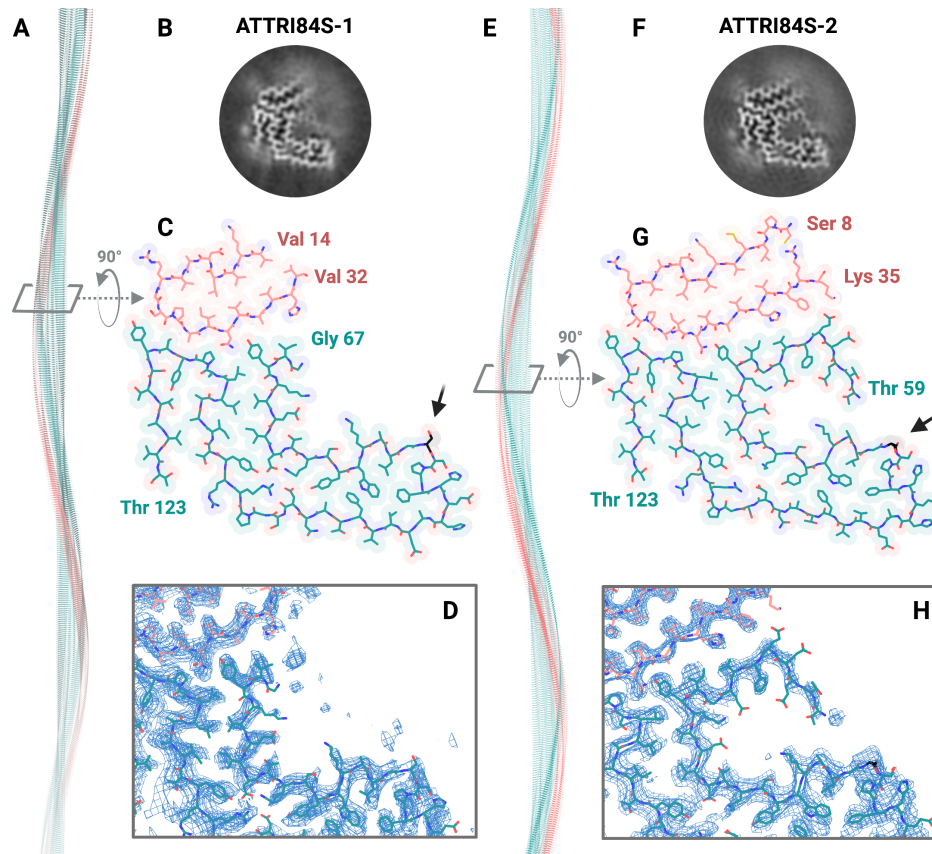 A
B
ATTRI84S-1
E
F
ATTRI84S-2
C
Val 14
Val 32
90°
Gly 67
Thr 123
G
Ser 8
Lys 35
90°
Thr 59
Thr 123
D
H